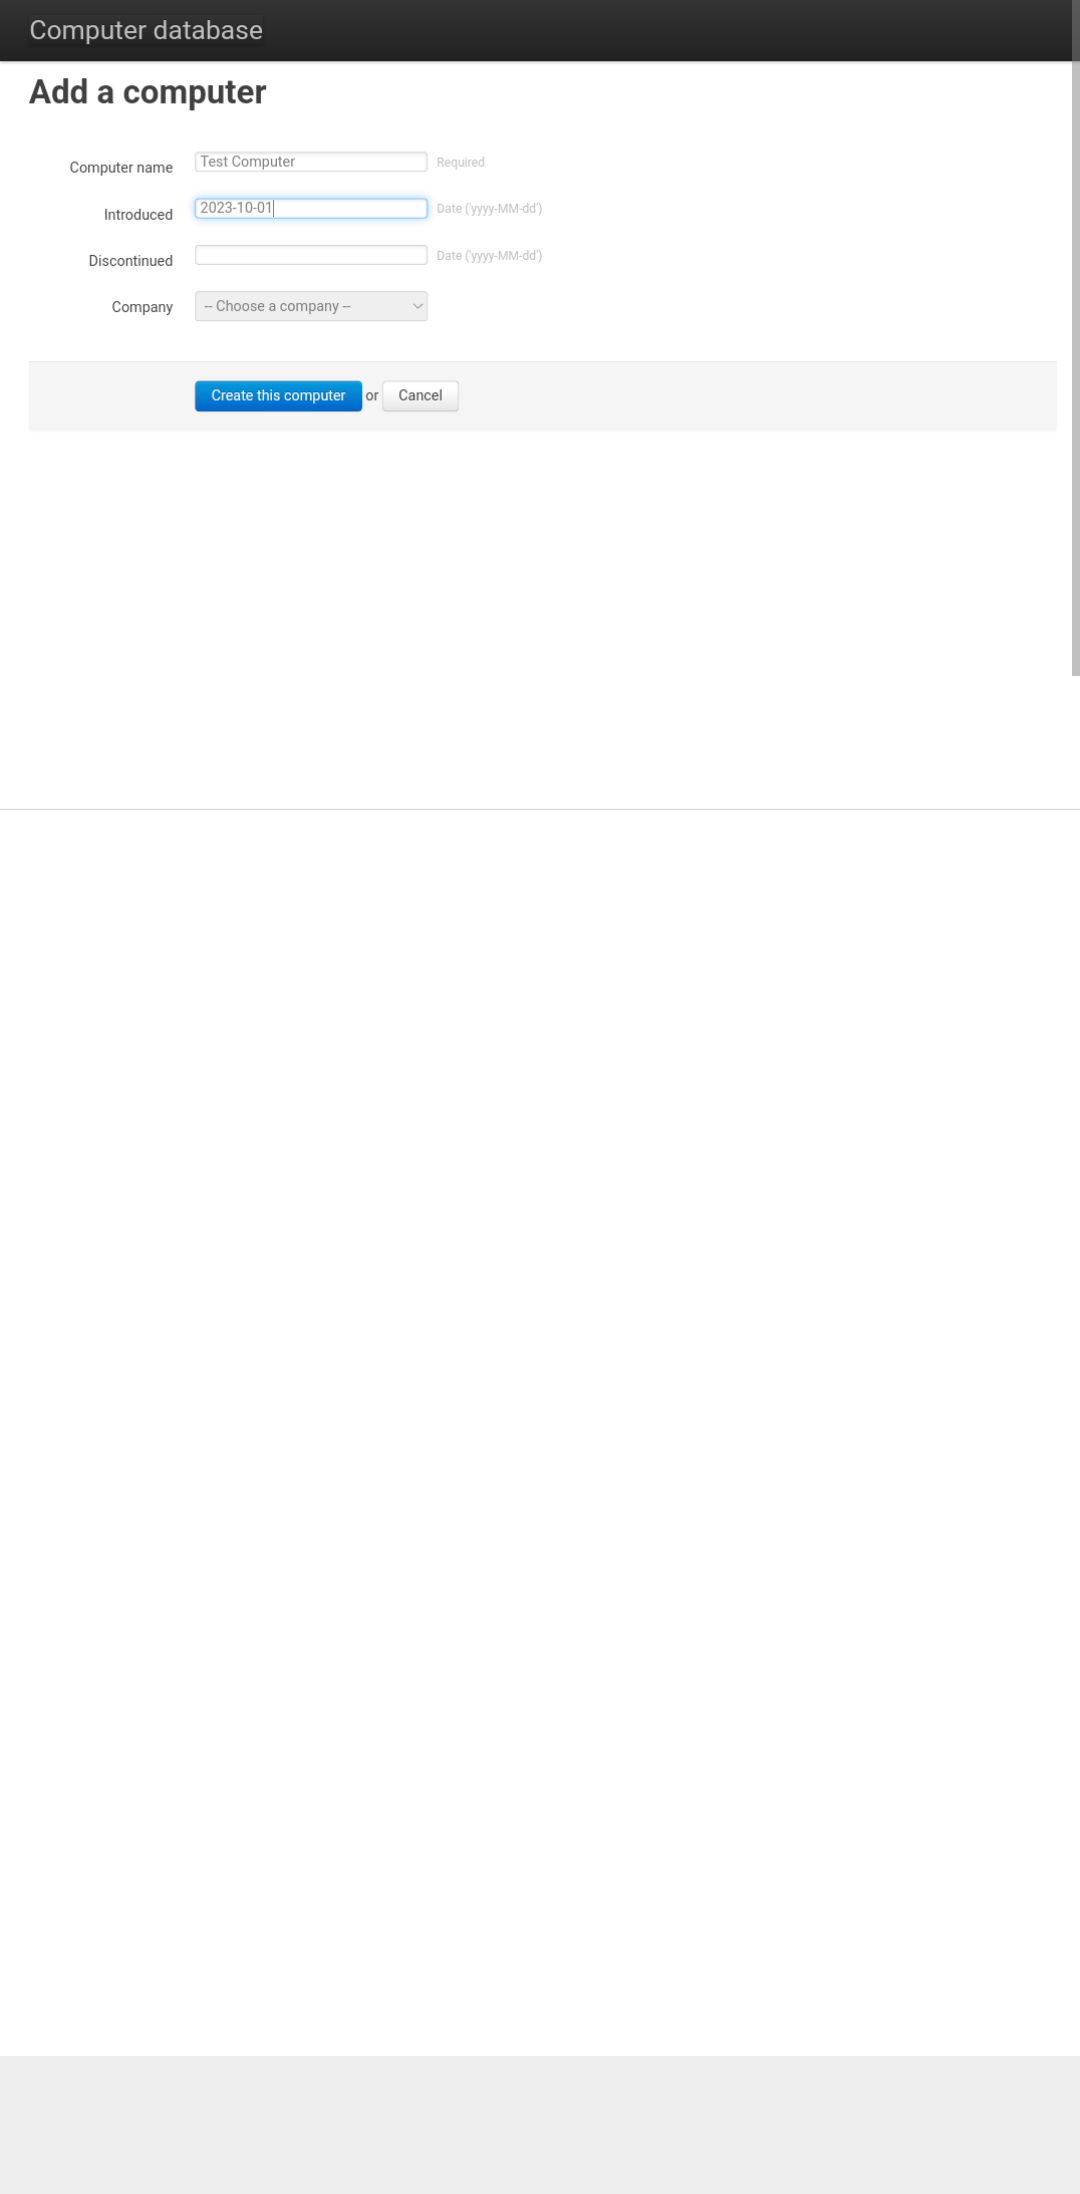 Computer database
Add a computer
Computer name Test Computer Required
Introduced 2023-10-01 Date ('yyyy-MM-dd')
Discontinued Date ('yyyy-MM-dd')
Company -- Choose a company --
Create this computer or Cancel